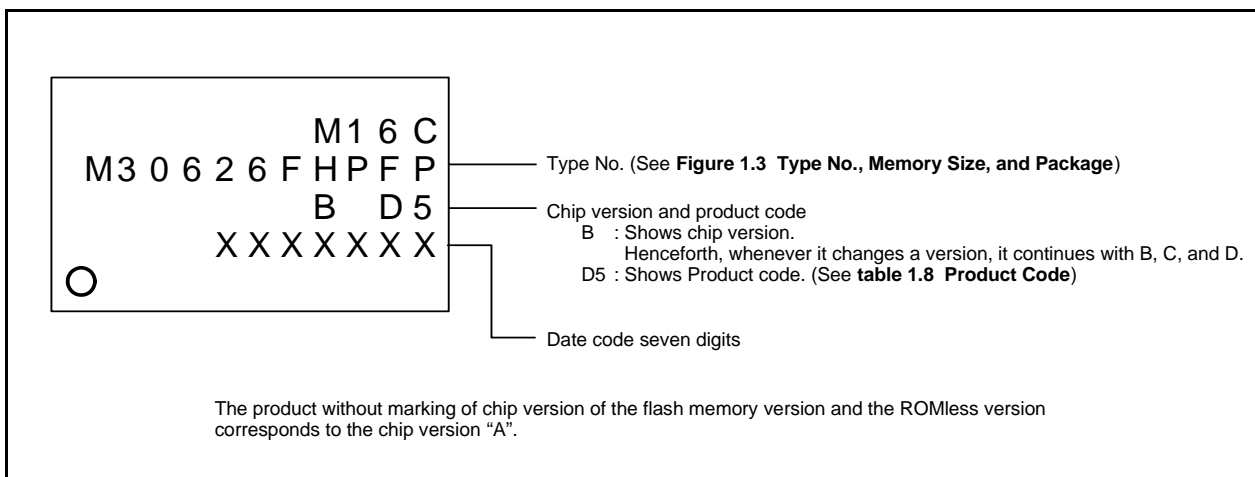 M16C
M30626FHPFP
B D5
XXXXXXX
Type No. (See Figure 1.3 Type No., Memory Size, and Package)
Chip version and product code
B : Shows chip version.
Henceforth, whenever it changes a version, it continues with B, C, and D.
D5 : Shows Product code. (See table 1.8 Product Code)
Date code seven digits
The product without marking of chip version of the flash memory version and the ROMless version
corresponds to the chip version “A”.